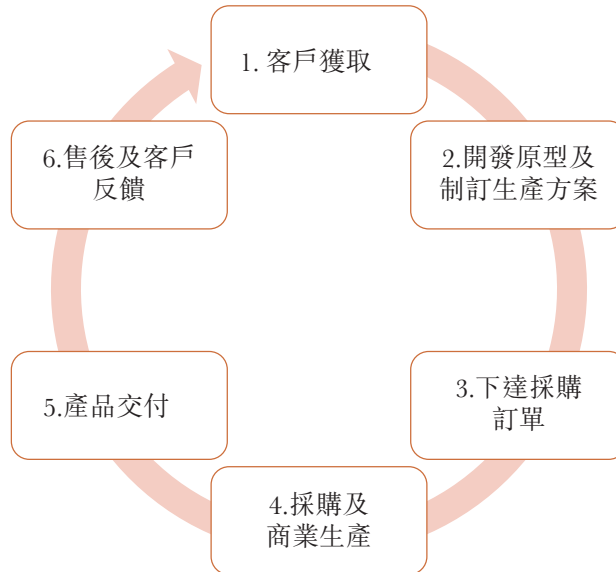 1. 客戶獲取
2.開發原型及
制訂生產方案
3.下達採購
訂單
4.採購及
商業生產
5.產品交付
6.售後及客戶
反饋